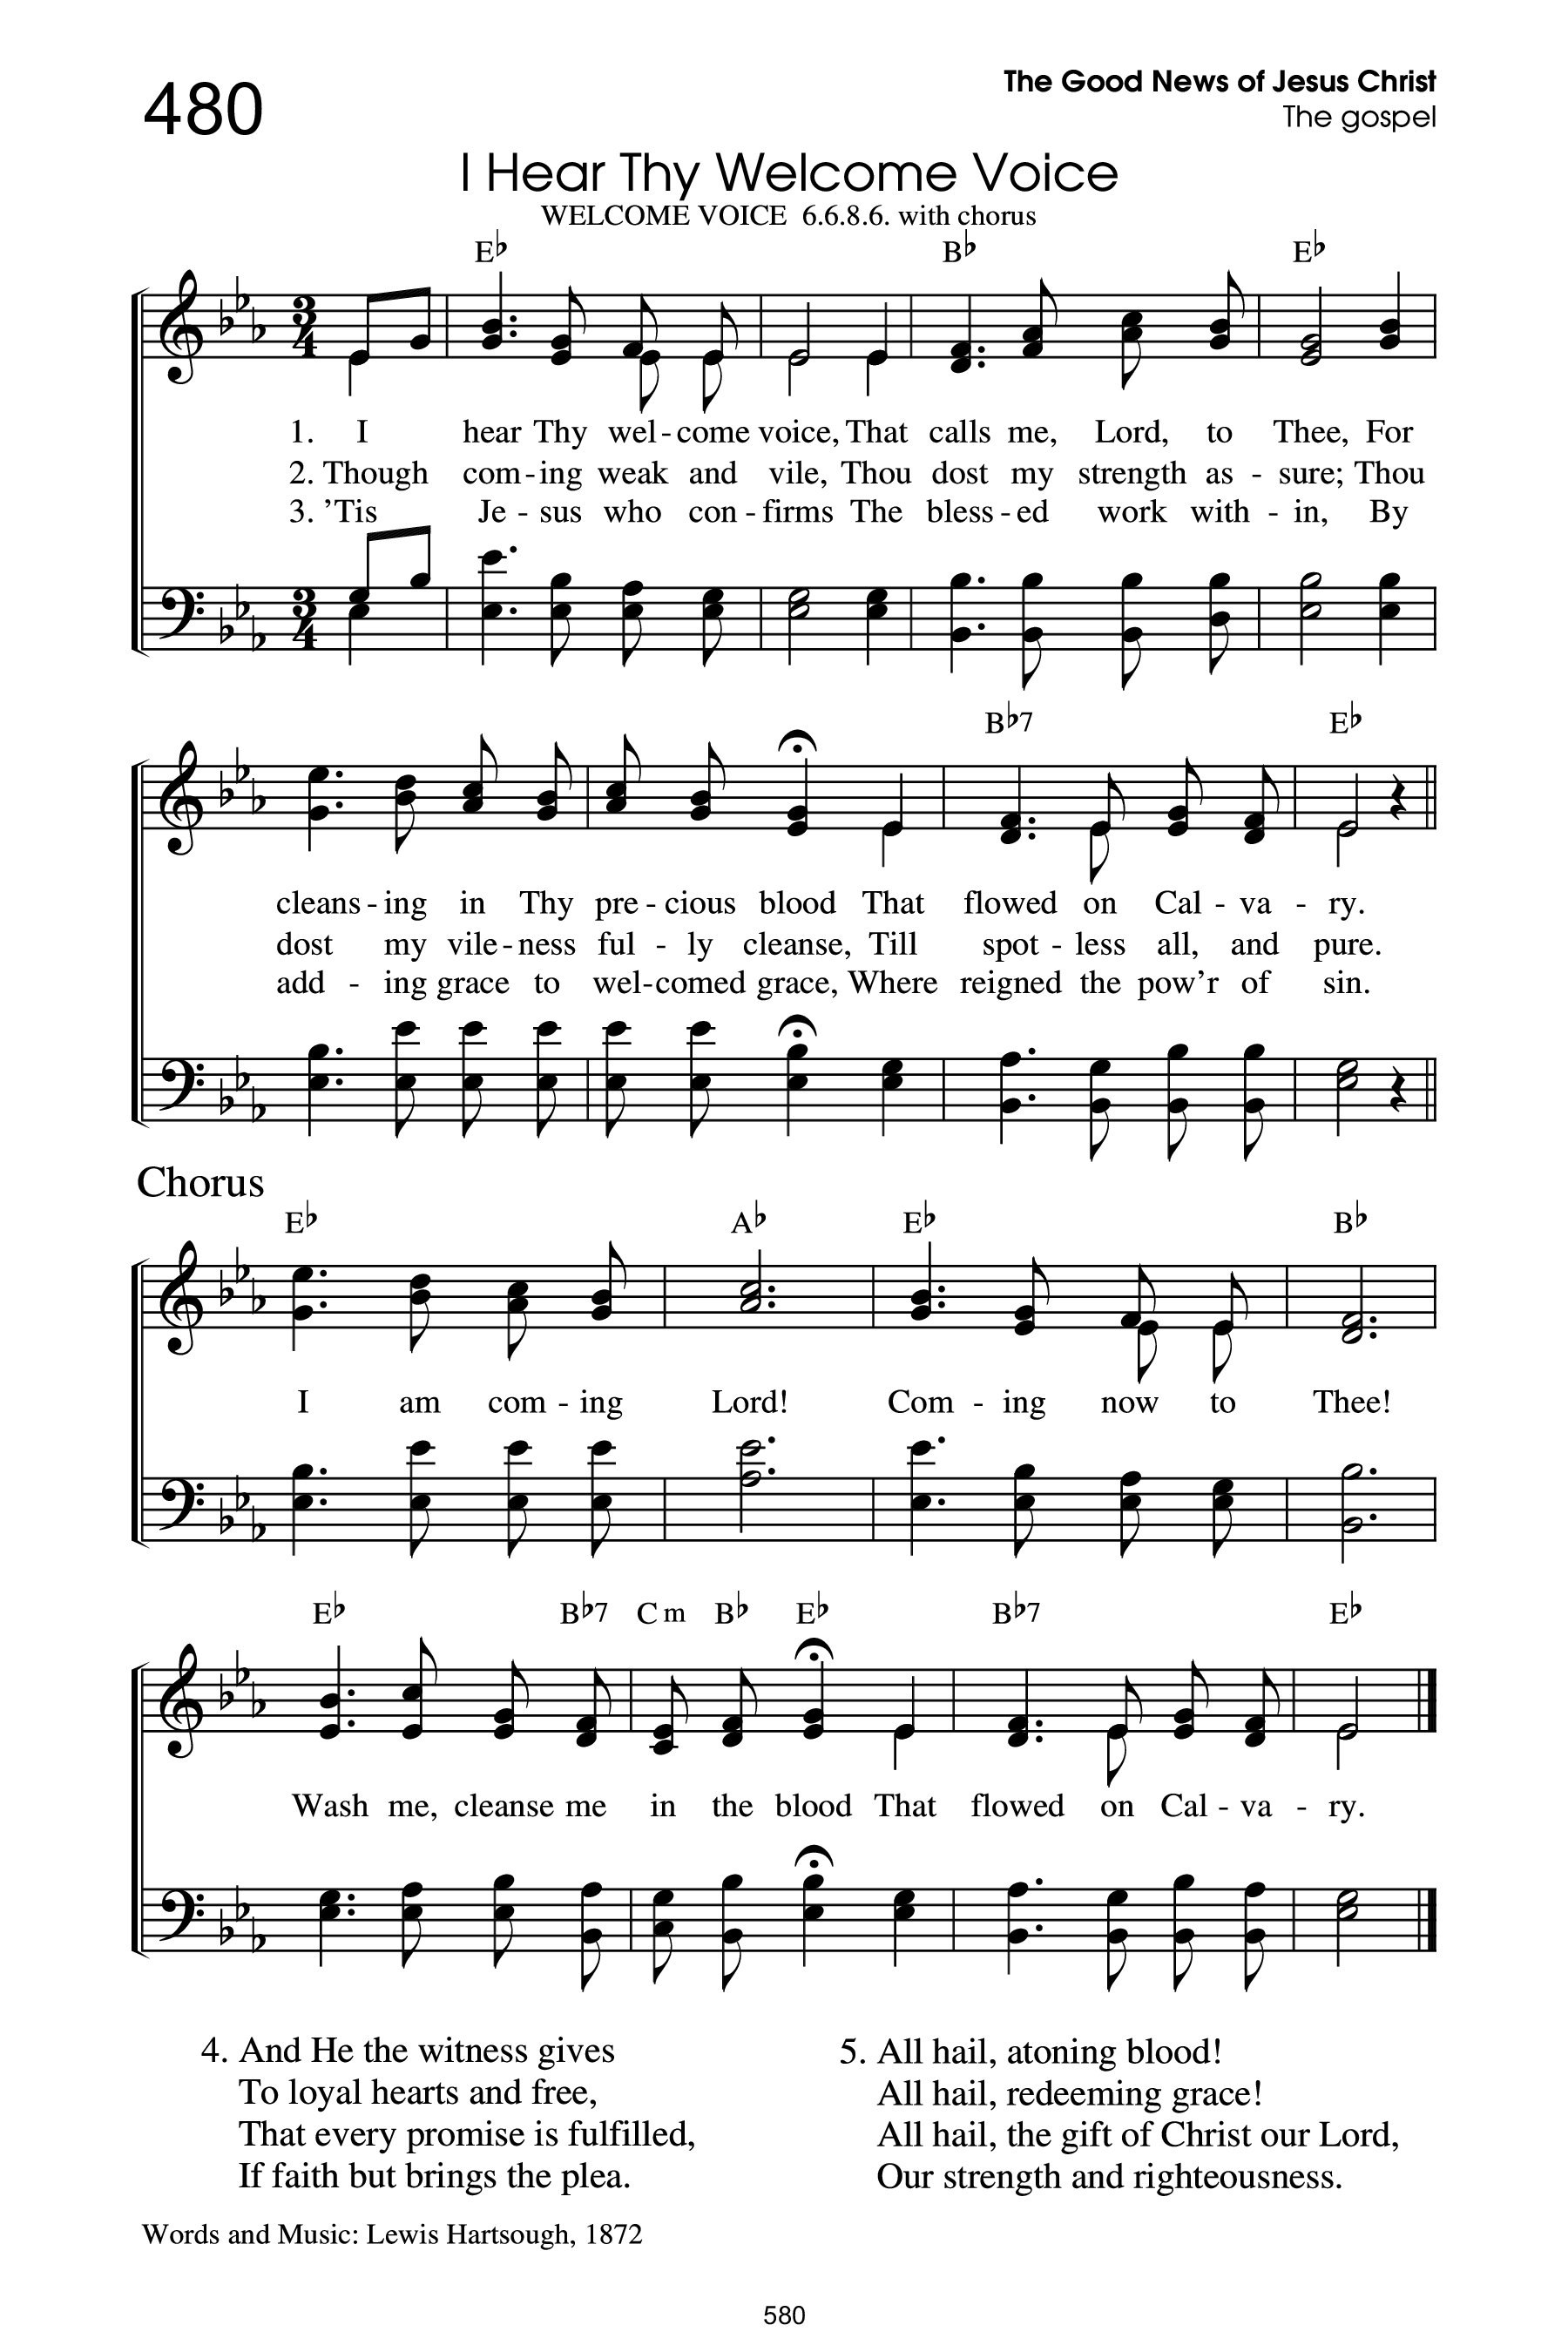 480
The Good News of Jesus Christ
The gospel
I Hear Thy Welcome Voice
WELCOME VOICE 6.6.8.6. with chorus
E♭ B♭ E♭
1. I hear Thy wel - come voice, That calls me, Lord, to Thee, For
2. Though com - ing weak and vile, Thou dost my strength as - sure; Thou
3. ’Tis Je - sus who con - firms The bless - ed work with - in, By
B♭7 E♭
cleans - ing in Thy pre - cious blood That flowed on Cal - va - ry.
dost my vile - ness ful - ly cleanse, Till spot - less all, and pure.
add - ing grace to wel - comed grace, Where reigned the pow’r of sin.
Chorus
E♭ A♭ E♭ B♭
I am com - ing Lord! Com - ing now to Thee!
E♭ B♭7 C m B♭ E♭ B♭7 E♭
Wash me, cleanse me in the blood That flowed on Cal - va - ry.
4. And He the witness gives
To loyal hearts and free,
That every promise is fulfilled,
If faith but brings the plea.
5. All hail, atoning blood!
All hail, redeeming grace!
All hail, the gift of Christ our Lord,
Our strength and righteousness.
Words and Music: Lewis Hartsough, 1872
580